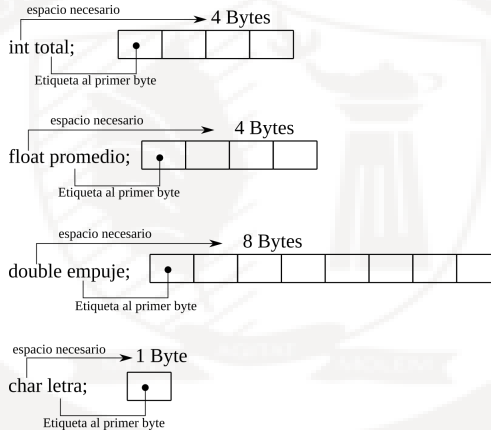 espacio necesario
4 Bytes
int total;
Etiqueta al primer byte
espacio necesario
4 Bytes
float promedio;
Etiqueta al primer byte
espacio necesario
8 Bytes
double empuje;
Etiqueta al primer byte
espacio necesario
1 Byte
char letra;
Etiqueta al primer byte